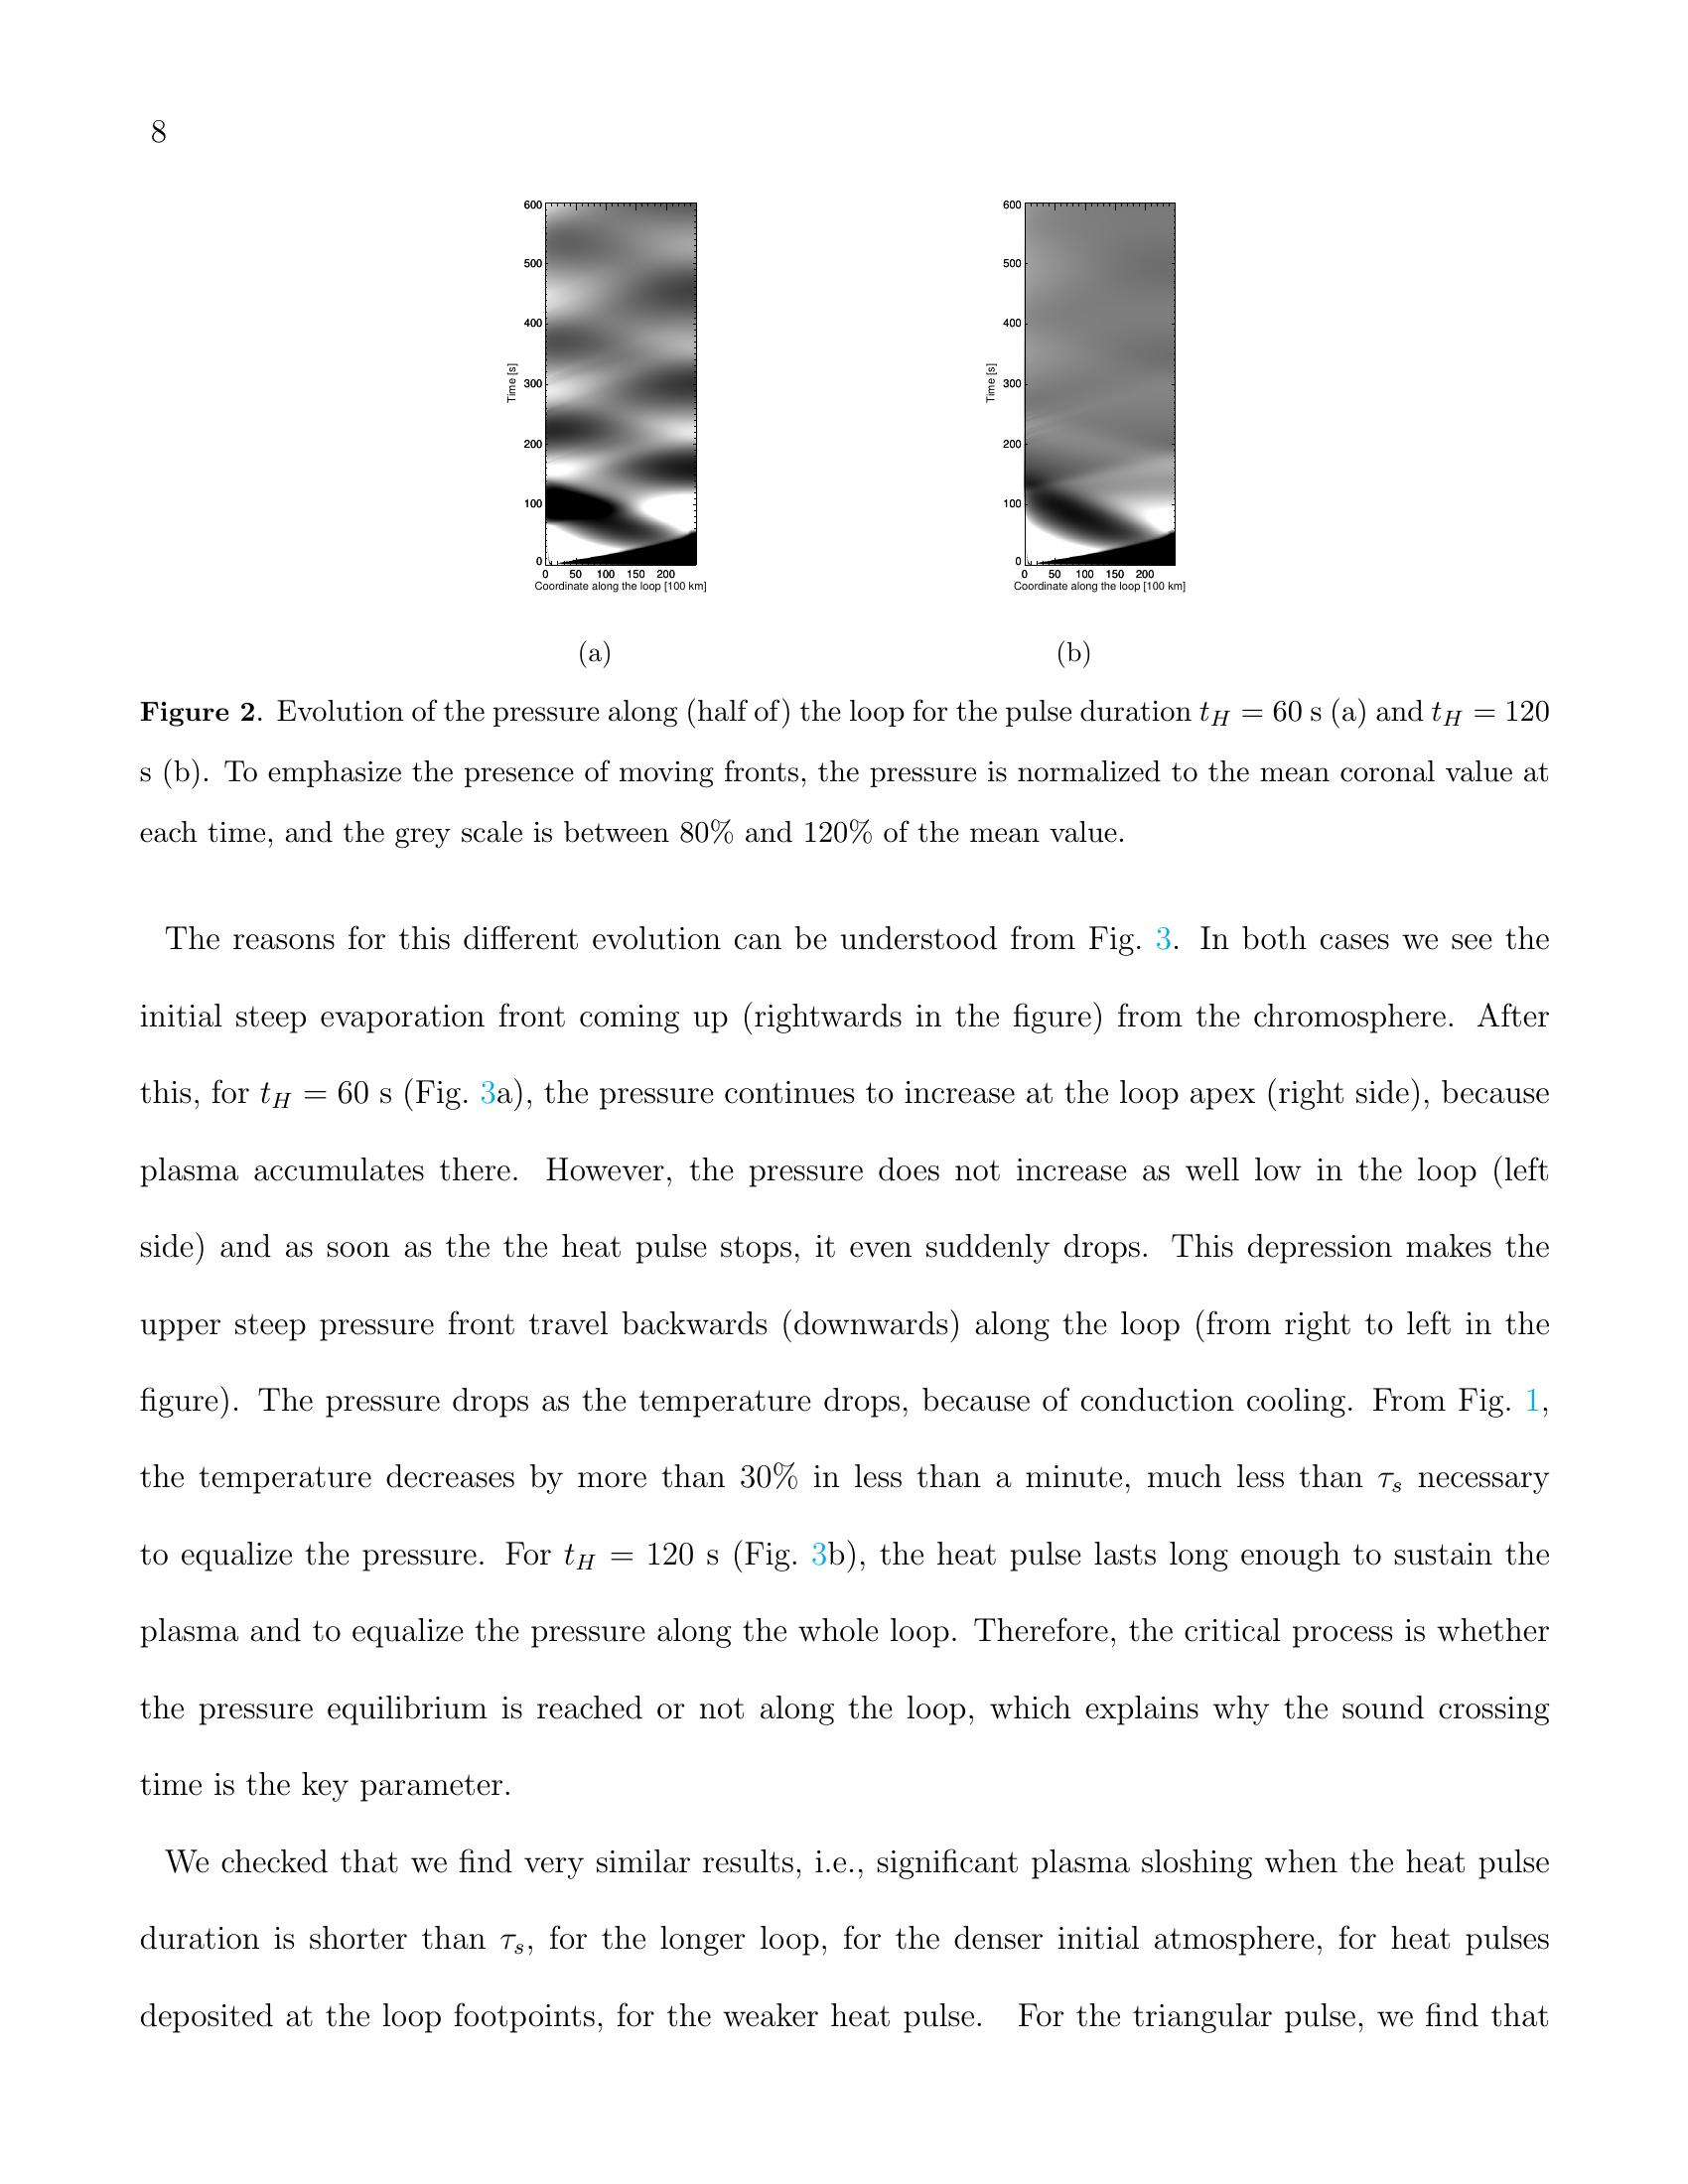 8
600
500
400
300
200
100
0
Time [s]
0 50 100 150 200
Coordinate along the loop [100 km]
(a)
600
500
400
300
200
100
0
Time [s]
0 50 100 150 200
Coordinate along the loop [100 km]
(b)
Figure 2. Evolution of the pressure along (half of) the loop for the pulse duration t_H = 60 s (a) and t_H = 120
s (b). To emphasize the presence of moving fronts, the pressure is normalized to the mean coronal value at
each time, and the grey scale is between 80% and 120% of the mean value.
The reasons for this different evolution can be understood from Fig. 3. In both cases we see the
initial steep evaporation front coming up (rightwards in the figure) from the chromosphere. After
this, for t_H = 60 s (Fig. 3a), the pressure continues to increase at the loop apex (right side), because
plasma accumulates there. However, the pressure does not increase as well low in the loop (left
side) and as soon as the the heat pulse stops, it even suddenly drops. This depression makes the
upper steep pressure front travel backwards (downwards) along the loop (from right to left in the
figure). The pressure drops as the temperature drops, because of conduction cooling. From Fig. 1,
the temperature decreases by more than 30% in less than a minute, much less than τ_s necessary
to equalize the pressure. For t_H = 120 s (Fig. 3b), the heat pulse lasts long enough to sustain the
plasma and to equalize the pressure along the whole loop. Therefore, the critical process is whether
the pressure equilibrium is reached or not along the loop, which explains why the sound crossing
time is the key parameter.
We checked that we find very similar results, i.e., significant plasma sloshing when the heat pulse
duration is shorter than τ_s, for the longer loop, for the denser initial atmosphere, for heat pulses
deposited at the loop footpoints, for the weaker heat pulse. For the triangular pulse, we find that